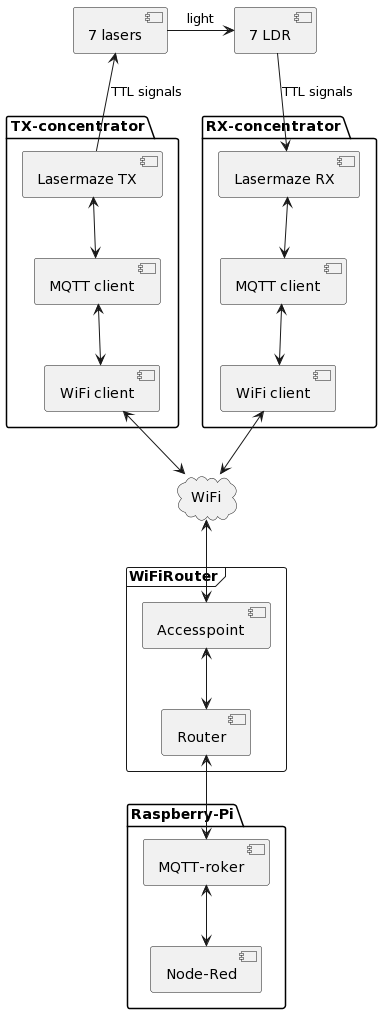 7 lasers
light
7 LDR
TTL signals
TTL signals
TX-concentrator
RX-concentrator
Lasermaze TX
Lasermaze RX
MQTT client
MQTT client
WiFi client
WiFi client
WiFi
WiFiRouter
Accesspoint
Router
Raspberry-Pi
MQTT-roker
Node-Red